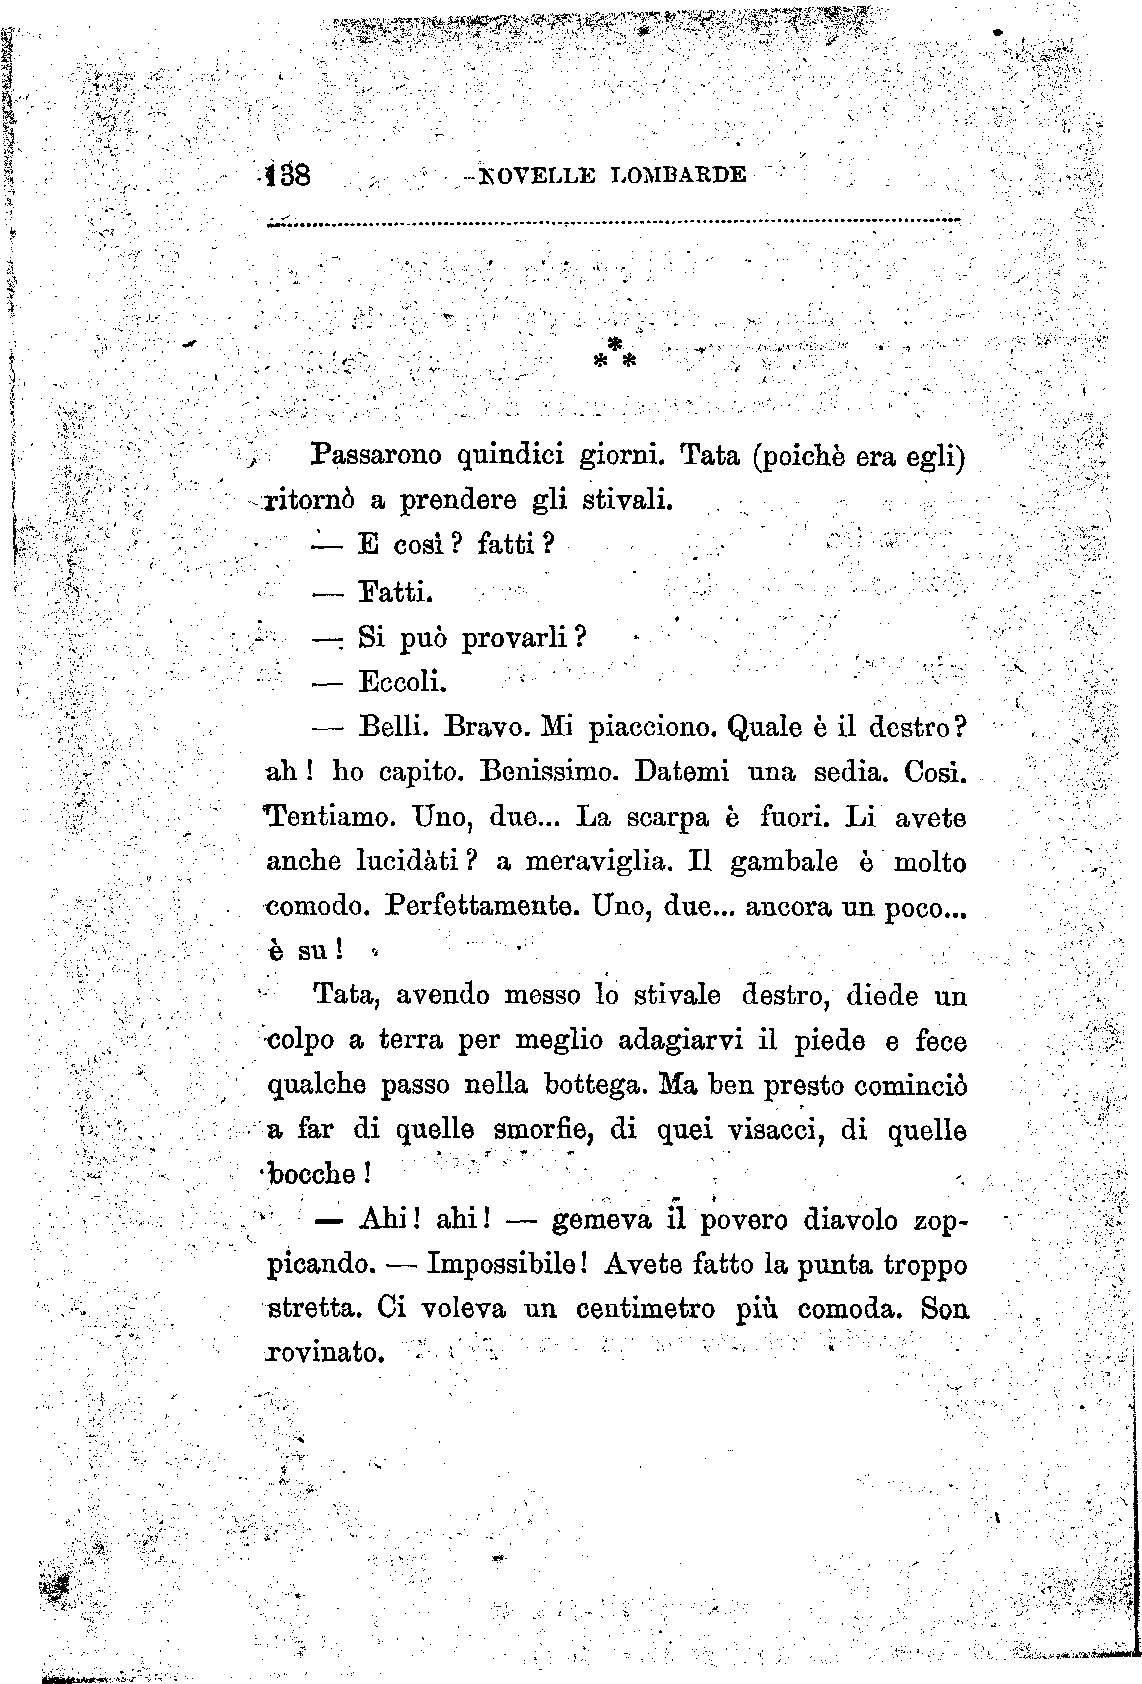 138 NOVELLE LOMBARDE
* * *
Passarono quindici giorni. Tata (poichè era egli)
ritornò a prendere gli stivali.
— E così? fatti?
— Fatti.
— Si può provarli?
— Eccoli.
— Belli. Bravo. Mi piacciono. Quale è il destro?
ah! ho capito. Benissimo. Datemi una sedia. Così.
Tentiamo. Uno, due... La scarpa è fuori. Li avete
anche lucidàti? a meraviglia. Il gambale è molto
comodo. Perfettamente. Uno, due... ancora un poco...
è su!
Tata, avendo messo lo stivale destro, diede un
colpo a terra per meglio adagiarvi il piede e fece
qualche passo nella bottega. Ma ben presto cominciò
a far di quelle smorfie, di quei visacci, di quelle
bocche!
— Ahi! ahi! — gemeva il povero diavolo zop-
picando. — Impossibile! Avete fatto la punta troppo
stretta. Ci voleva un centimetro più comoda. Son
rovinato.